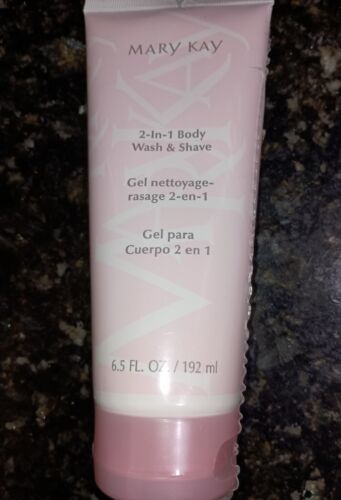 MARY KAY
2-In-1 Body
Wash & Shave
Gel nettoyage-
rasage 2-en-1
Gel para
Cuerpo 2 en 1
6.5 FL. OZ. / 192 ml